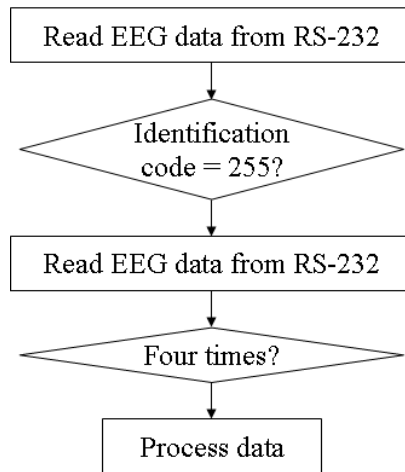 Read EEG data from RS-232
Identification
code = 255?
Read EEG data from RS-232
Four times?
Process data